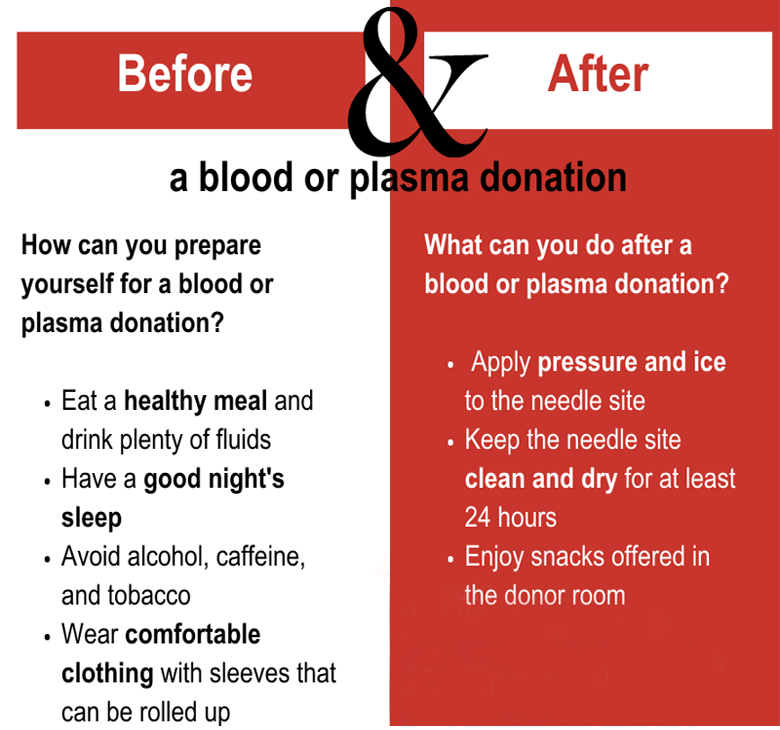 Before & After
a blood or plasma donation
How can you prepare
yourself for a blood or
plasma donation?
• Eat a healthy meal and
drink plenty of fluids
• Have a good night's
sleep
• Avoid alcohol, caffeine,
and tobacco
• Wear comfortable
clothing with sleeves that
can be rolled up
What can you do after a
blood or plasma donation?
• Apply pressure and ice
to the needle site
• Keep the needle site
clean and dry for at least
24 hours
• Enjoy snacks offered in
the donor room